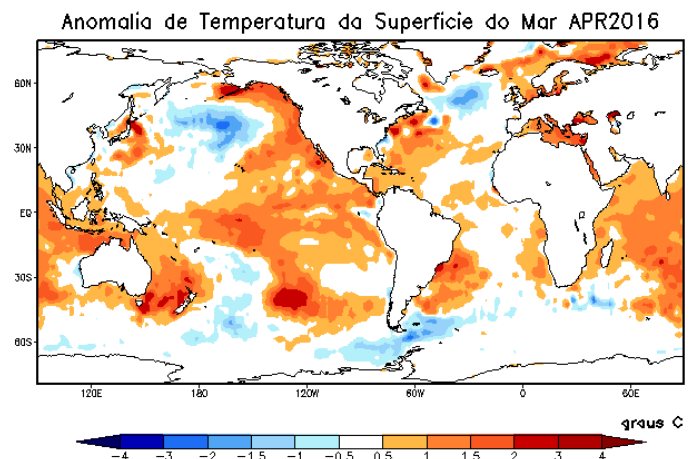 Anomalia de Temperatura da Superficie do Mar APR2016
60N
30N
EQ
30S
60S
120E 180 120W 60W 0 60E
graus C
-4 -3 -2 -1.5 -1 -0.5 0.5 1 1.5 2 3 4